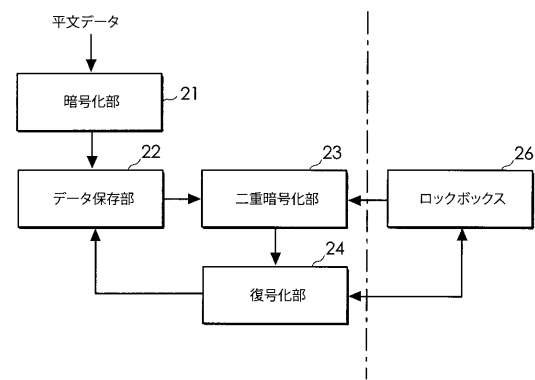 平文データ
暗号化部
21
データ保存部
22
二重暗号化部
23
ロックボックス
26
復号化部
24